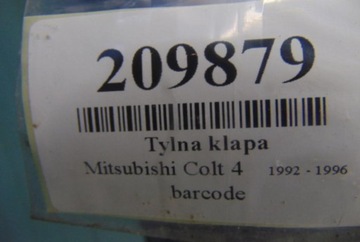 209879
Tylna klapa
Mitsubishi Colt 4 1992 - 1996
barcode